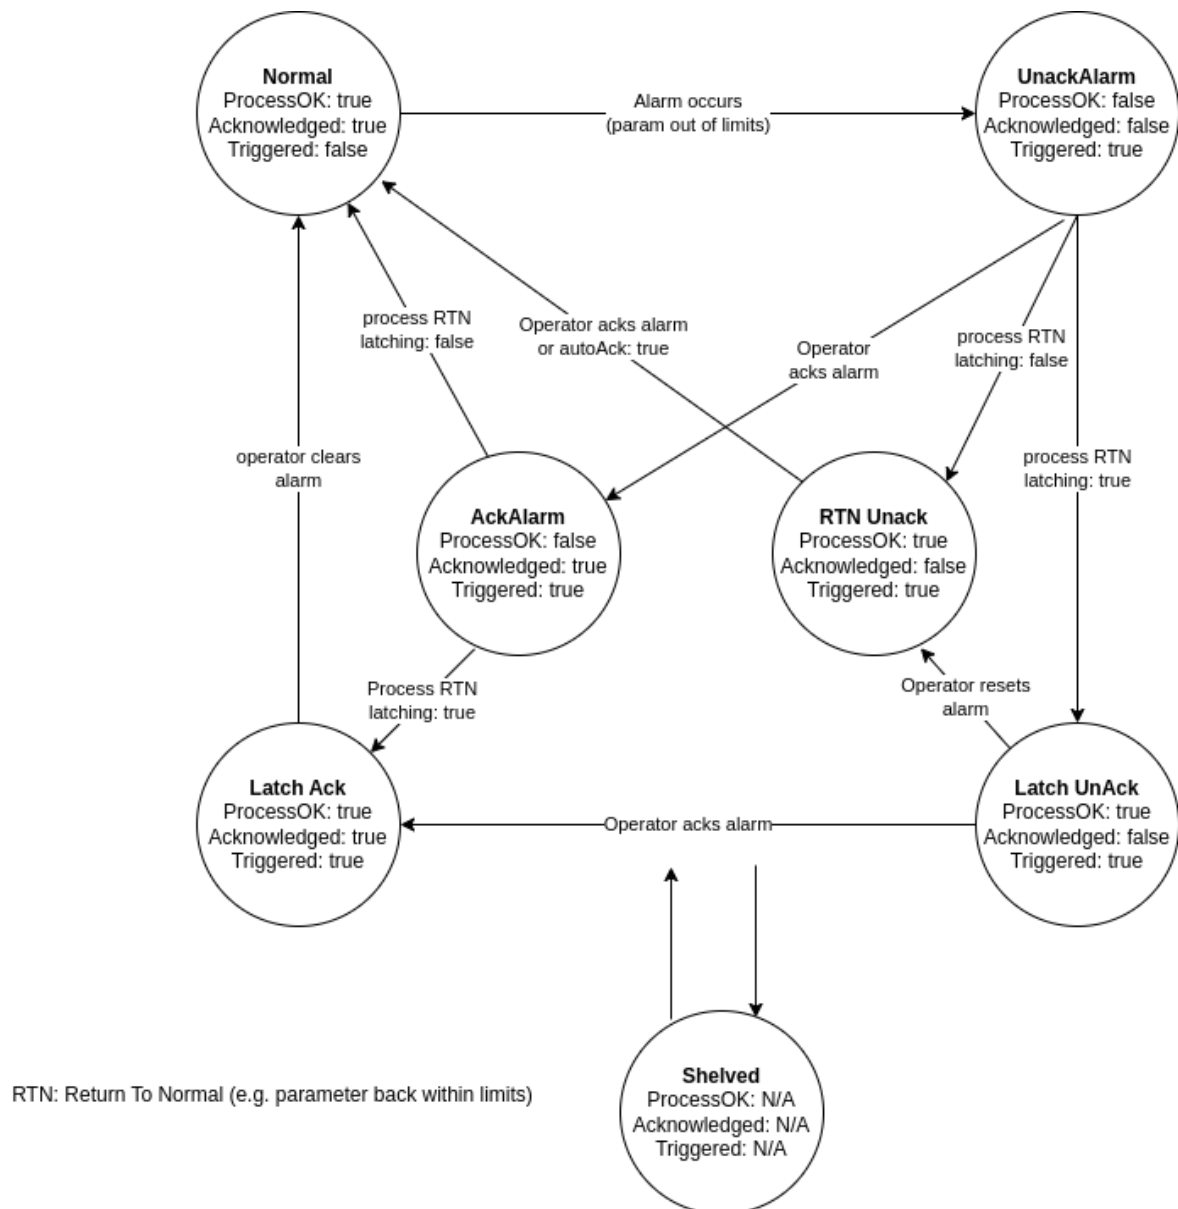 Normal
ProcessOK: true
Acknowledged: true
Triggered: false
Alarm occurs
(param out of limits)
UnackAlarm
ProcessOK: false
Acknowledged: false
Triggered: true
process RTN
latching: false
Operator acks alarm
or autoAck: true
Operator
acks alarm
process RTN
latching: false
operator clears
alarm
process RTN
latching: true
AckAlarm
ProcessOK: false
Acknowledged: true
Triggered: true
RTN Unack
ProcessOK: true
Acknowledged: false
Triggered: true
Process RTN
latching: true
Operator resets
alarm
Latch Ack
ProcessOK: true
Acknowledged: true
Triggered: true
Operator acks alarm
Latch UnAck
ProcessOK: true
Acknowledged: false
Triggered: true
Shelved
ProcessOK: N/A
Acknowledged: N/A
Triggered: N/A
RTN: Return To Normal (e.g. parameter back within limits)